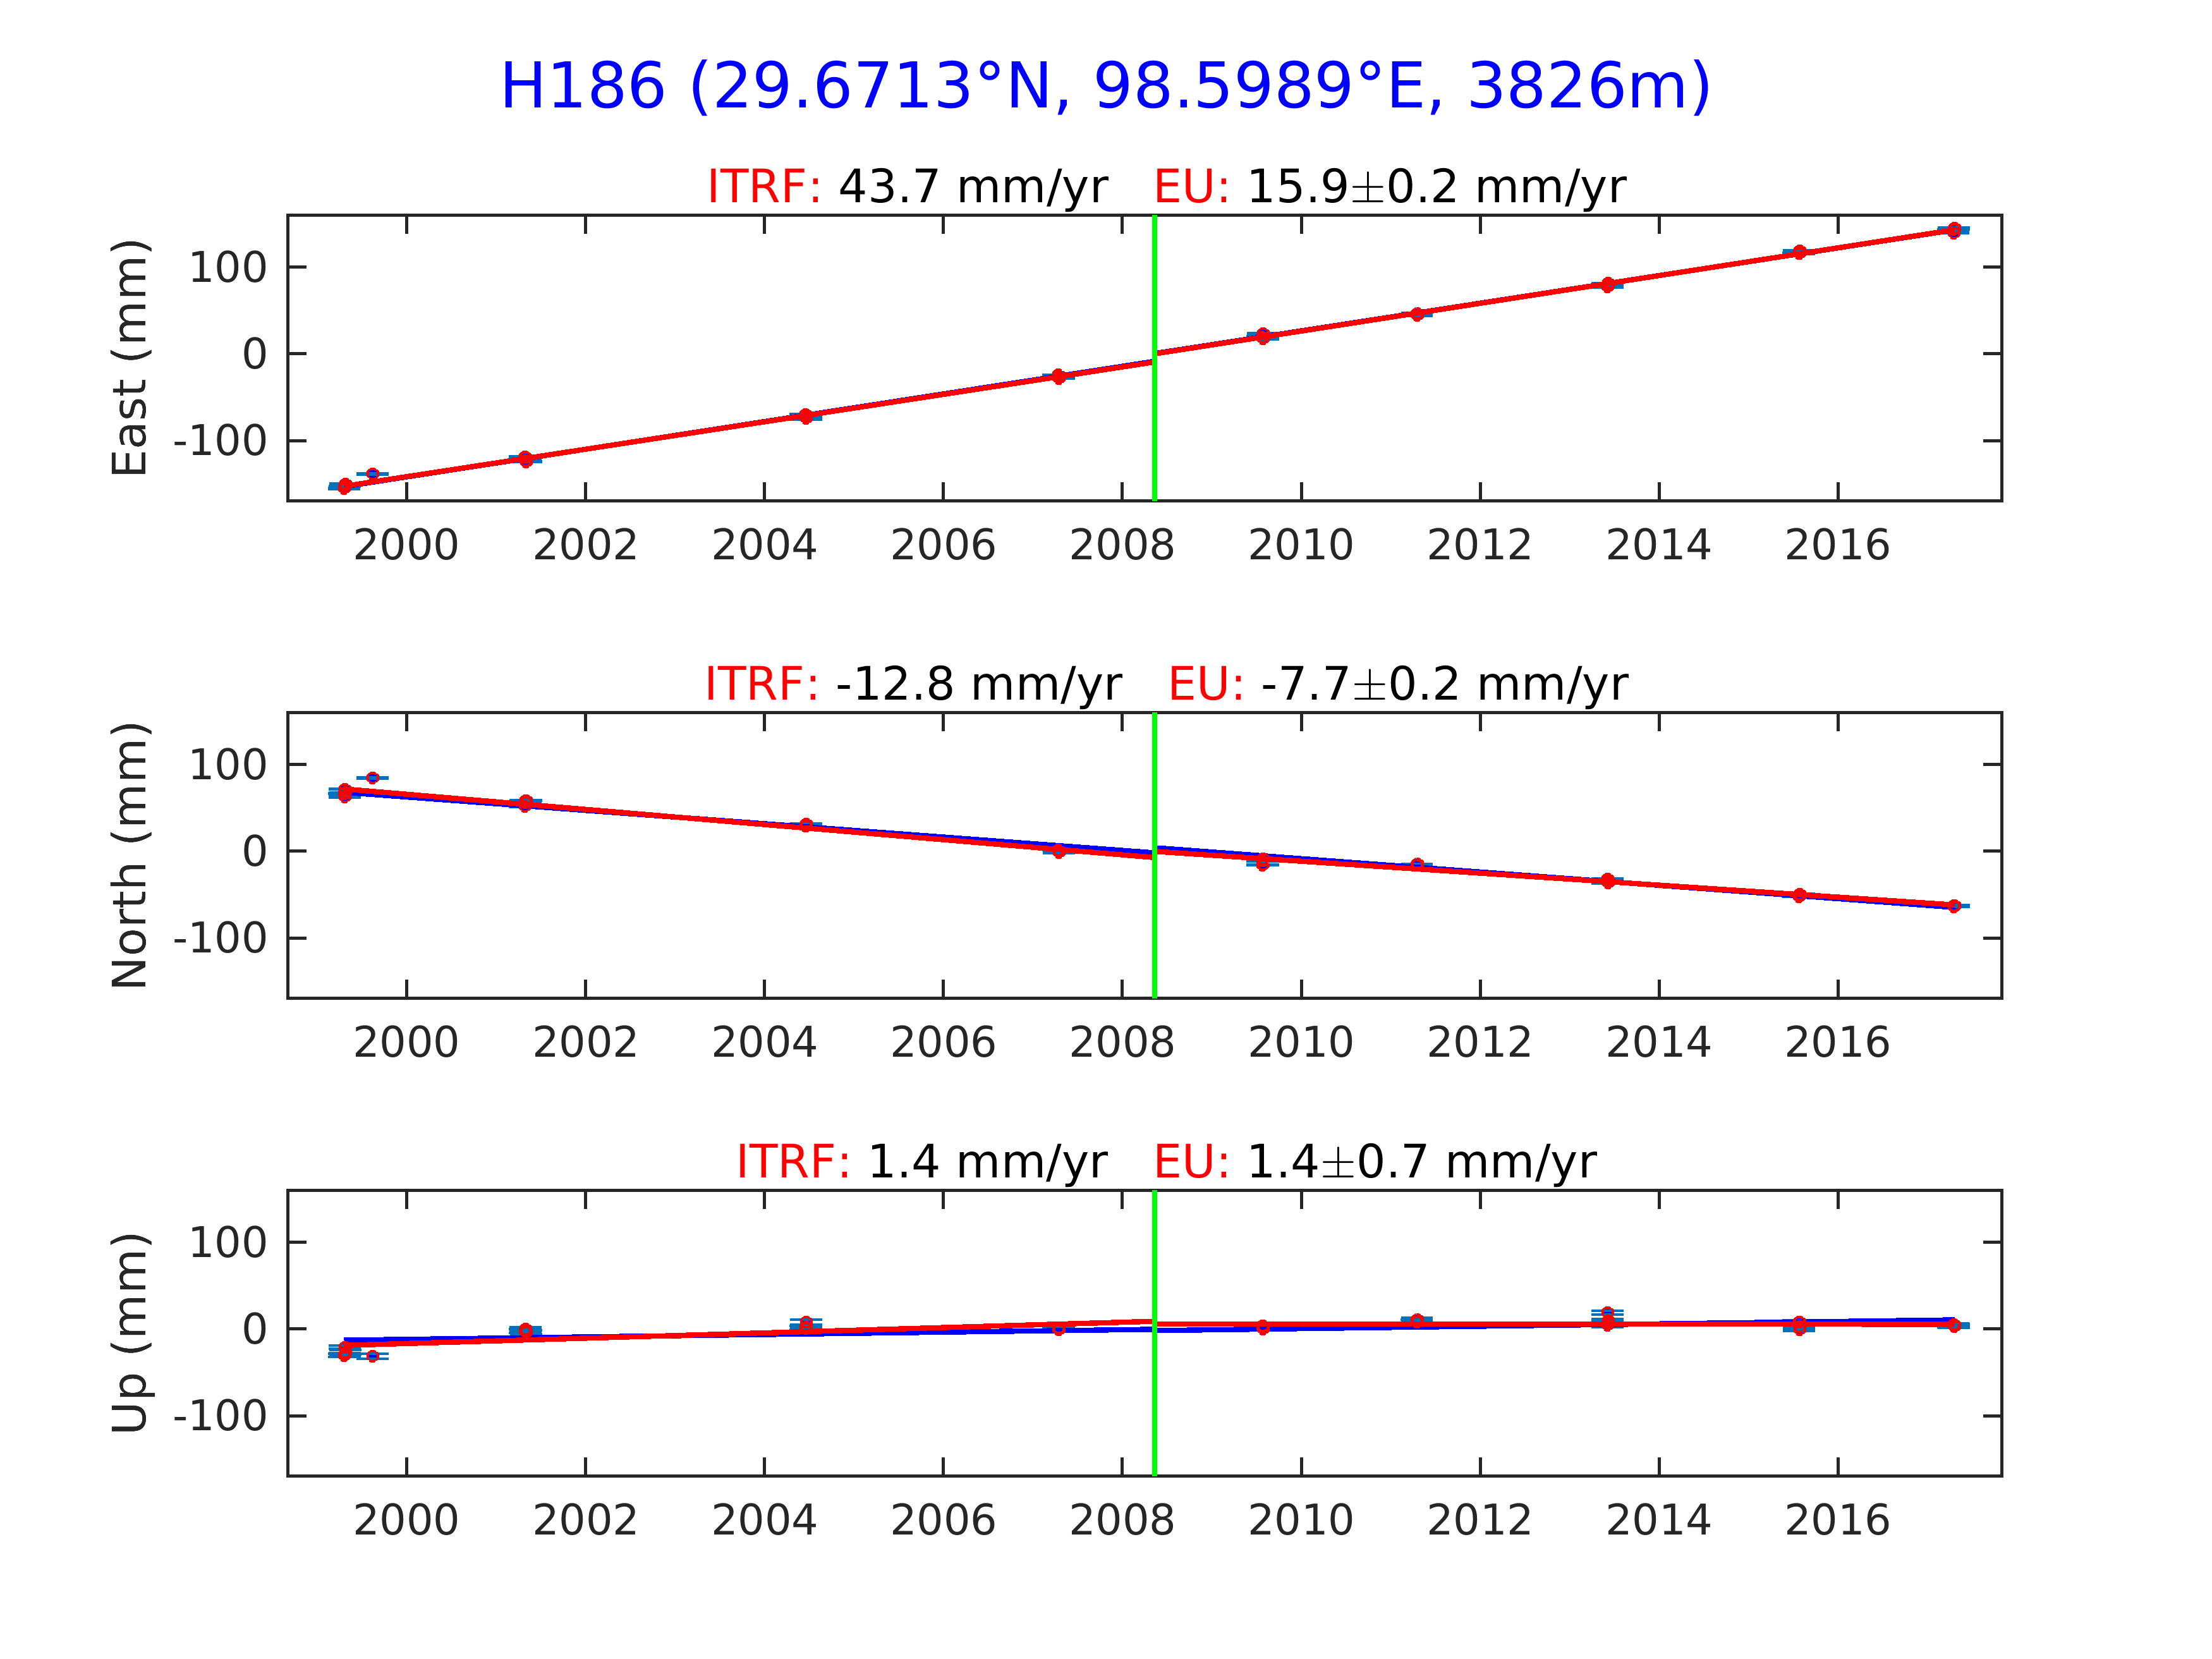 H186 (29.6713°N, 98.5989°E, 3826m)
ITRF: 43.7 mm/yr EU: 15.9±0.2 mm/yr
East (mm)
100
0
-100
2000 2002 2004 2006 2008 2010 2012 2014 2016
ITRF: -12.8 mm/yr EU: -7.7±0.2 mm/yr
North (mm)
100
0
-100
2000 2002 2004 2006 2008 2010 2012 2014 2016
ITRF: 1.4 mm/yr EU: 1.4±0.7 mm/yr
Up (mm)
100
0
-100
2000 2002 2004 2006 2008 2010 2012 2014 2016